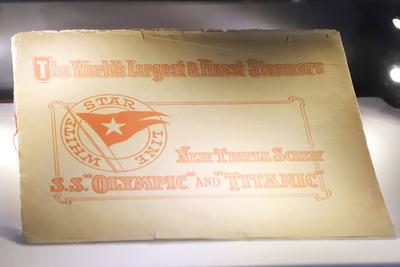 The World's Largest & Finest Steamers
WHITE STAR LINE
New Triple Screw
S.S. "OLYMPIC" AND "TITANIC"